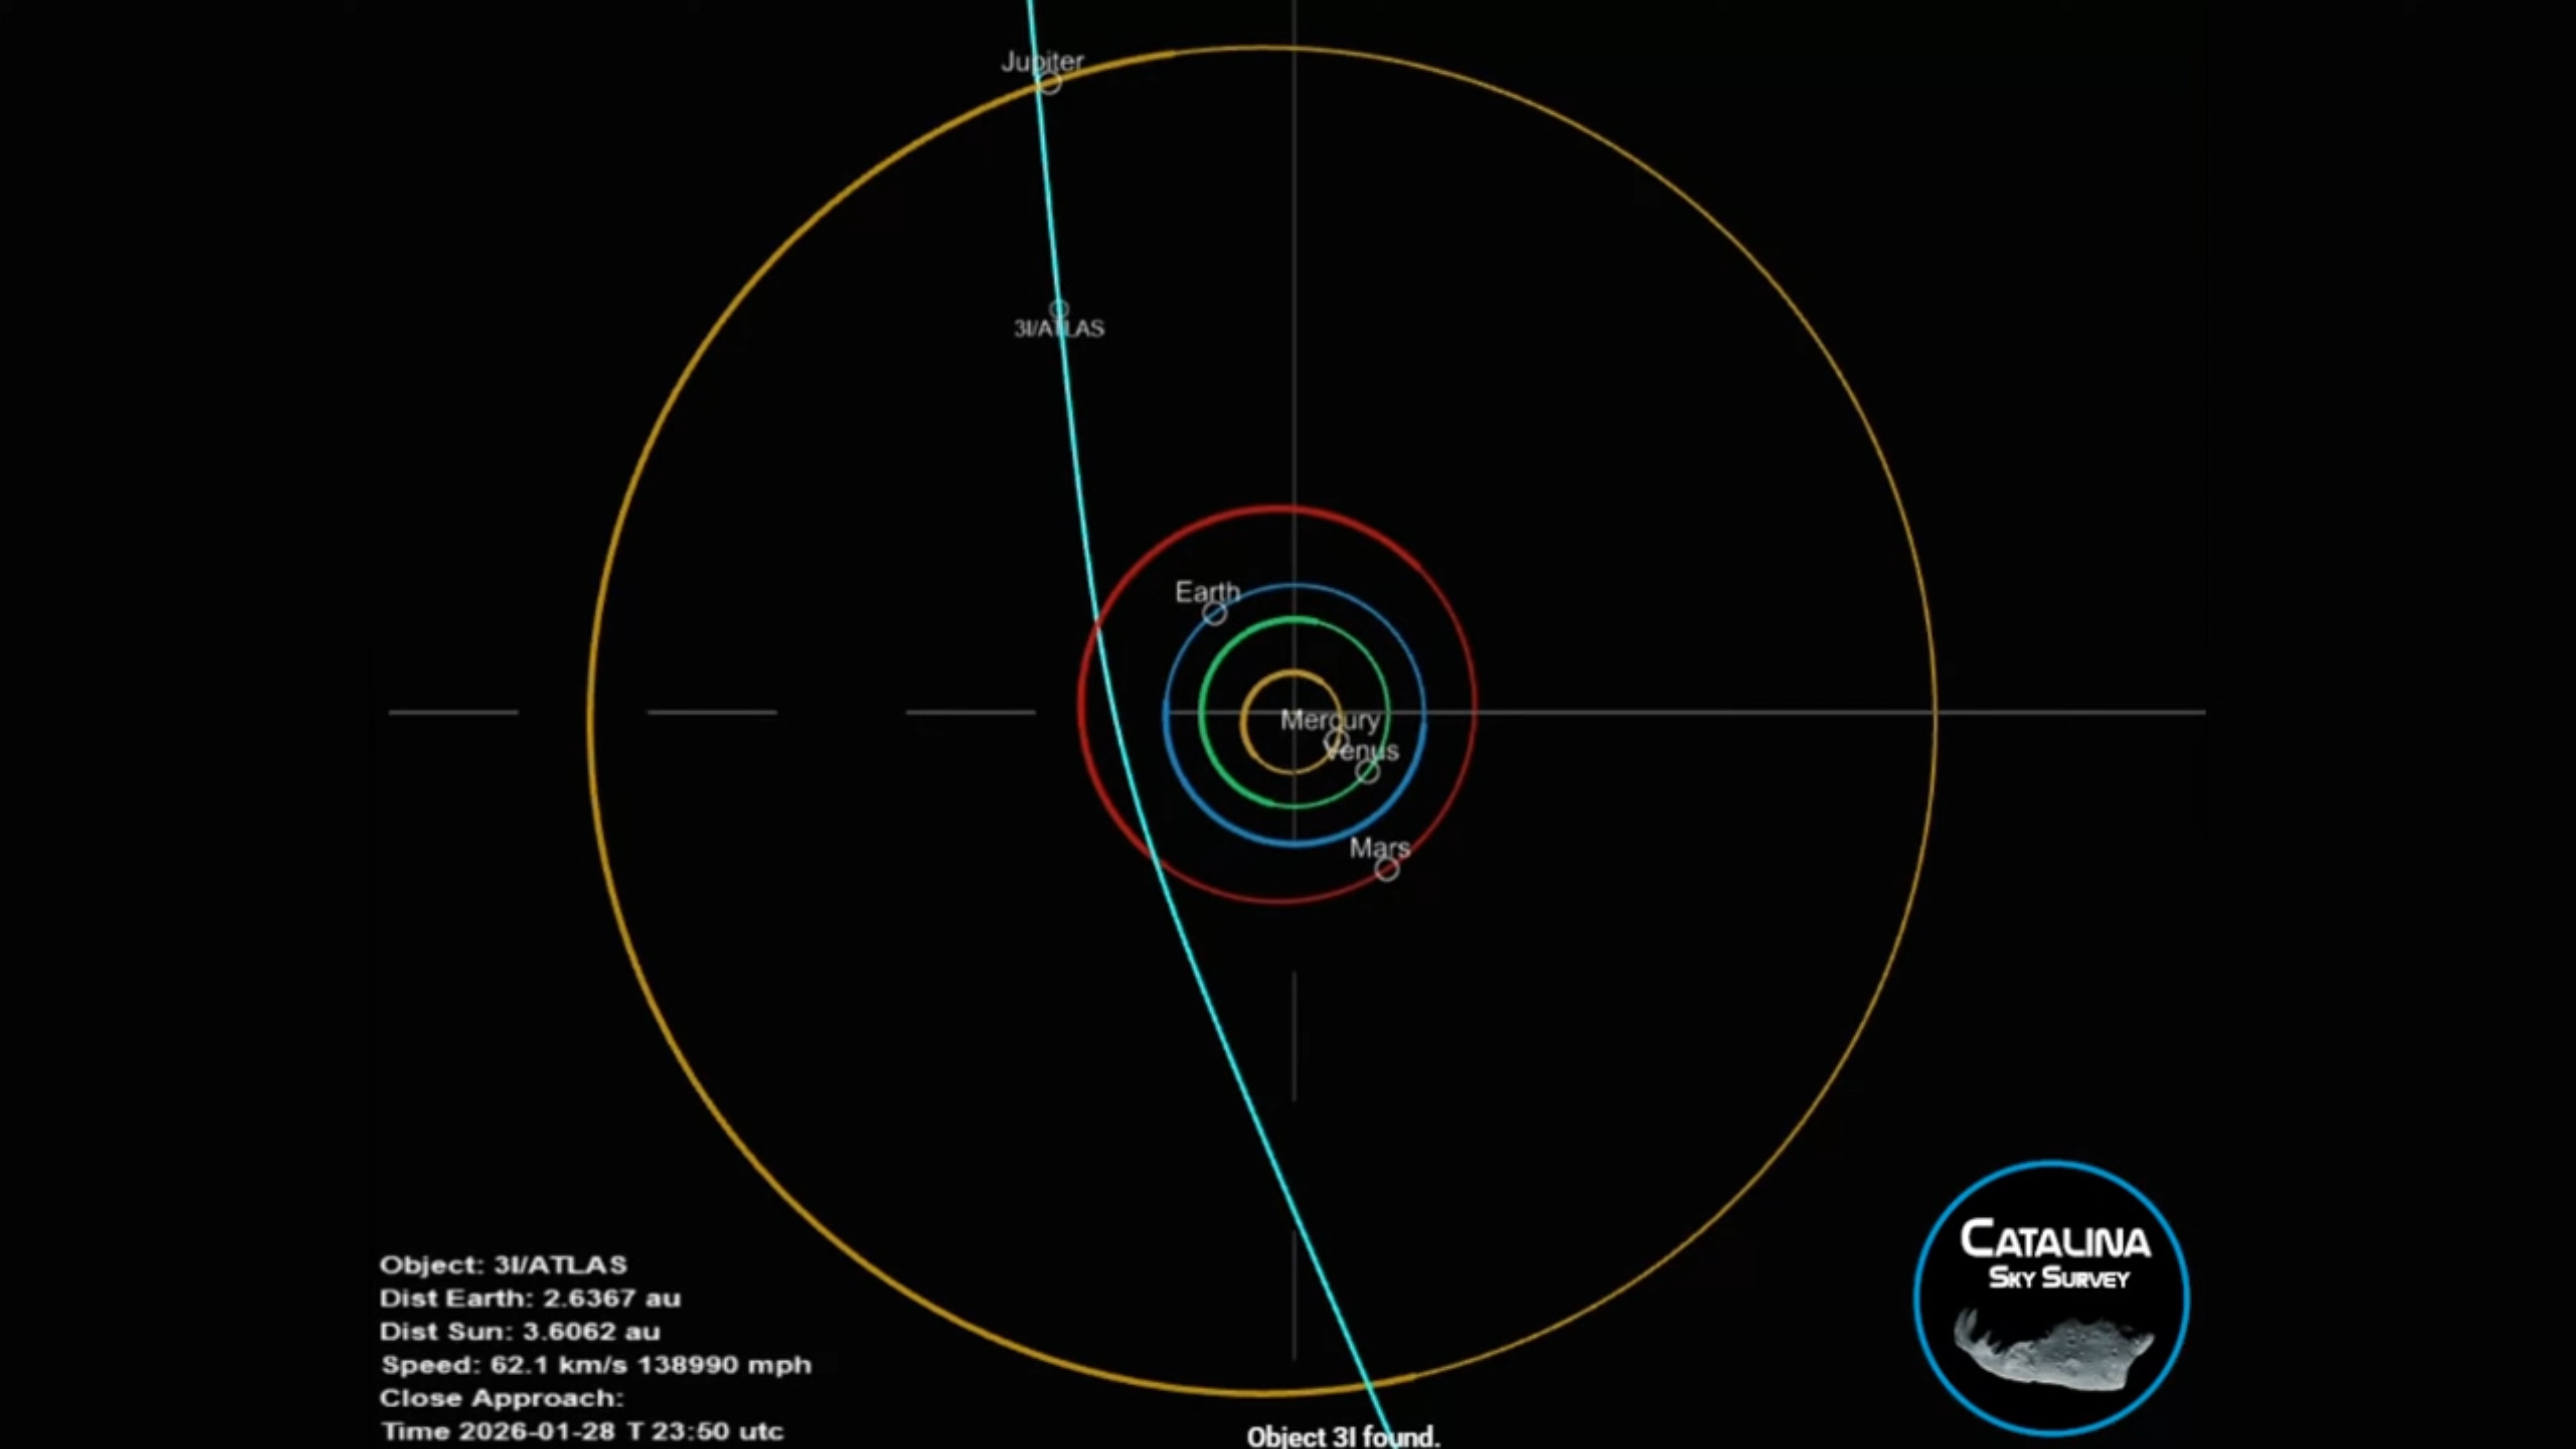 Jupiter
3I/ATLAS
Earth
Mercury
Venus
Mars
Object: 3I/ATLAS
Dist Earth: 2.6367 au
Dist Sun: 3.6062 au
Speed: 62.1 km/s 138990 mph
Close Approach:
Time 2026-01-28 T 23:50 utc
CATALINA
SKY SURVEY
Object 3I found.